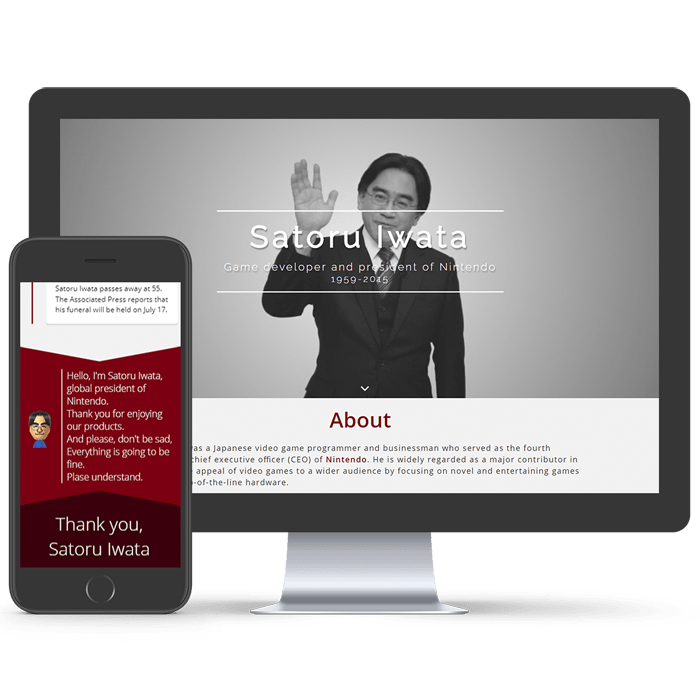 Satoru Iwata
Game developer and president of Nintendo
1959-2015
About
was a Japanese video game programmer and businessman who served as the fourth
chief executive officer (CEO) of Nintendo. He is widely regarded as a major contributor in
appeal of video games to a wider audience by focusing on novel and entertaining games
-of-the-line hardware.
Satoru Iwata passes away at 55.
The Associated Press reports that
his funeral will be held on July 17.
Hello, I'm Satoru Iwata,
global president of
Nintendo.
Thank you for enjoying
our products.
And please, don't be sad,
Everything is going to be
fine.
Plase understand.
Thank you,
Satoru Iwata